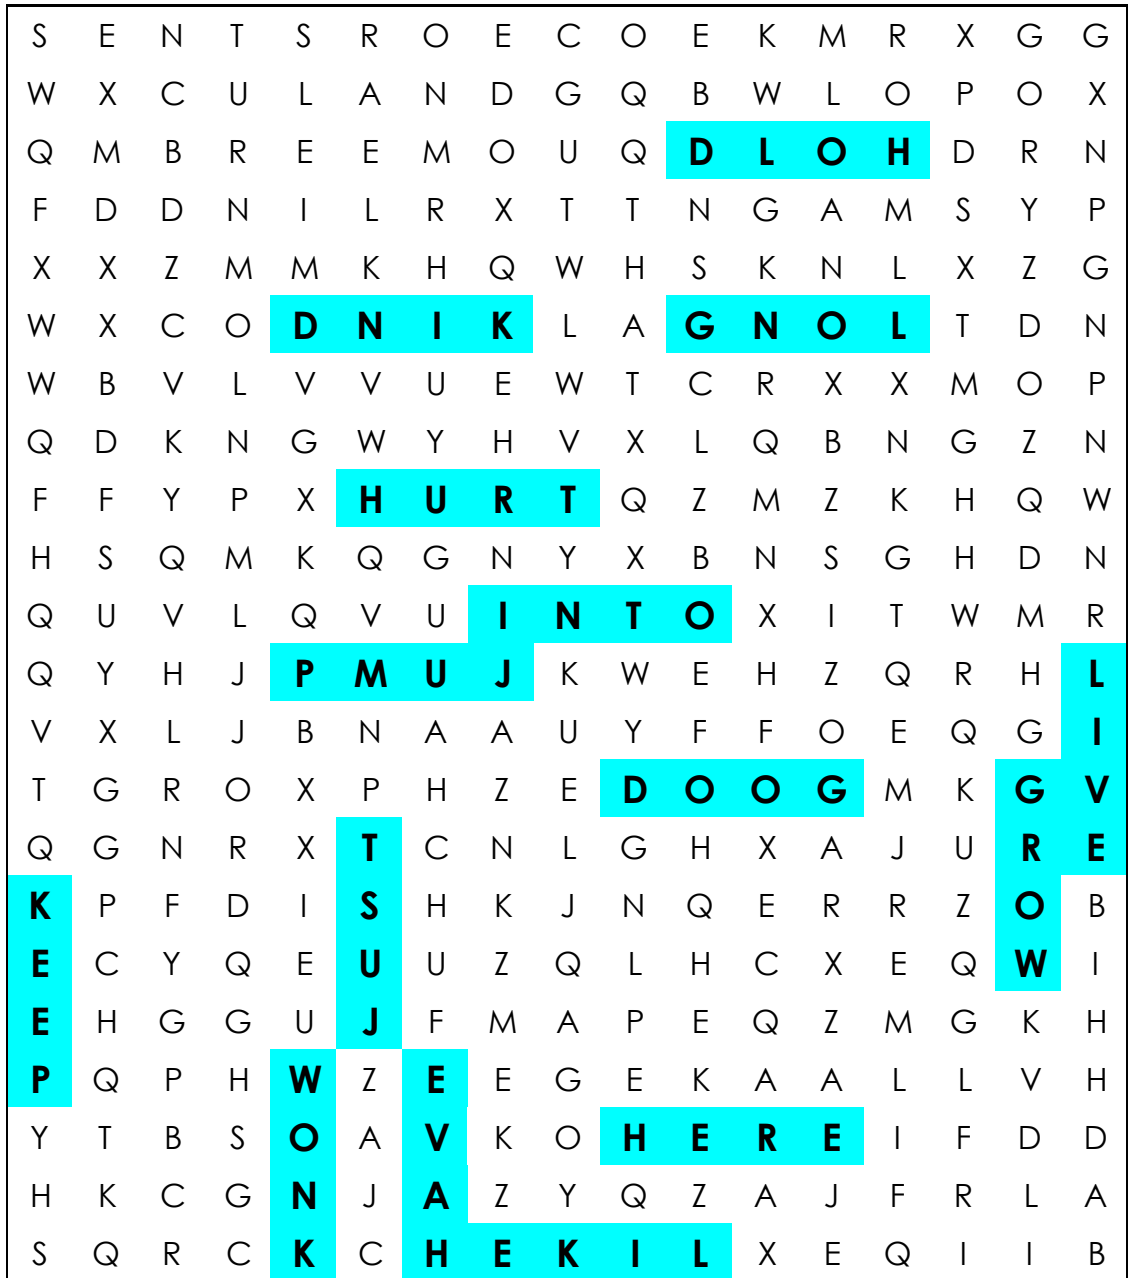 S E N T S R O E C O E K M R X G G
W X C U L A N D G Q B W L O P O X
Q M B R E E M O U Q D L O H D R N
F D D N I L R X T T N G A M S Y P
X X Z M M K H Q W H S K N L X Z G
W X C O D N I K L A G N O L T D N
W B V L V V U E W T C R X X M O P
Q D K N G W Y H V X L Q B N G Z N
F F Y P X H U R T Q Z M Z K H Q W
H S Q M K Q G N Y X B N S G H D N
Q U V L Q V U I N T O X I T W M R
Q Y H J P M U J K W E H Z Q R H L
V X L J B N A A U Y F F O E Q G I
T G R O X P H Z E D O O G M K G V
Q G N R X T C N L G H X A J U R E
K P F D I S H K J N Q E R R Z O B
E C Y Q E U U Z Q L H C X E Q W I
E H G G U J F M A P E Q Z M G K H
P Q P H W Z E E G E K A A L L V H
Y T B S O A V K O H E R E I F D D
H K C G N J A Z Y Q Z A J F R L A
S Q R C K C H E K I L X E Q I I B